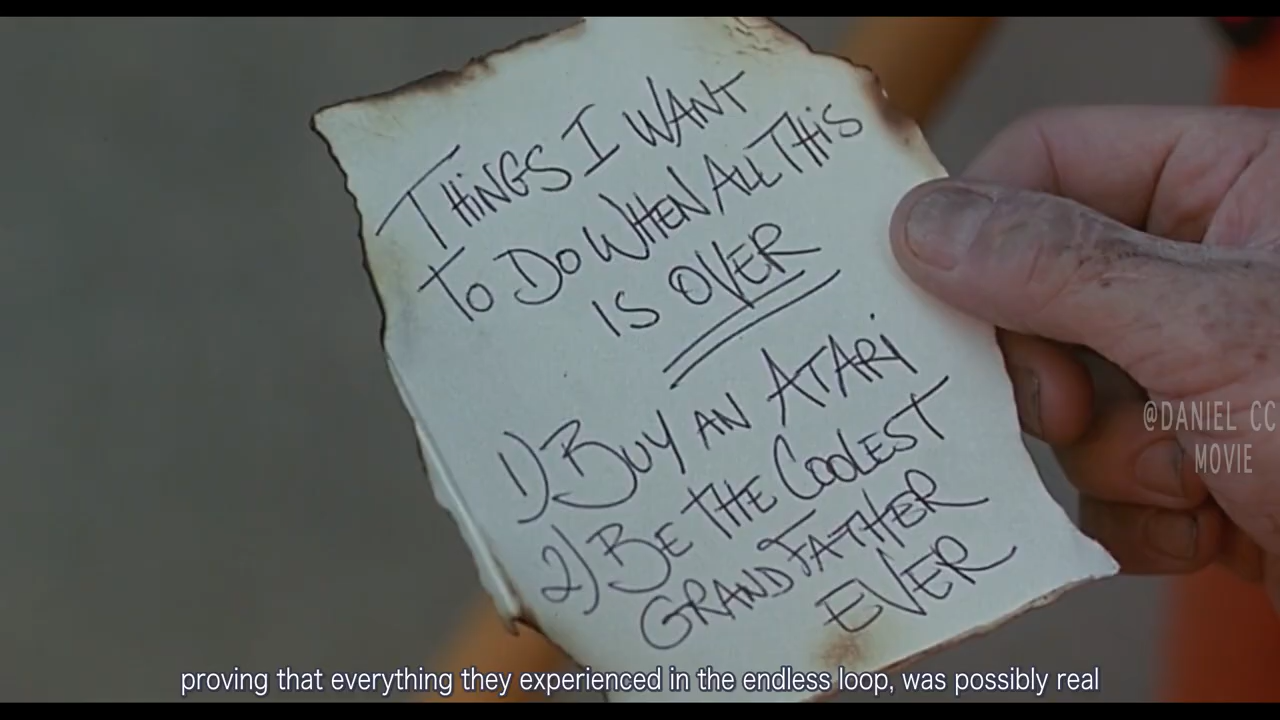 THINGS I WANT
TO DO WHEN ALL THIS
IS OVER
1) BUY AN ATARI
2) BE THE COOLEST
GRANDFATHER
EVER
@DANIEL CC
MOVIE
proving that everything they experienced in the endless loop, was possibly real